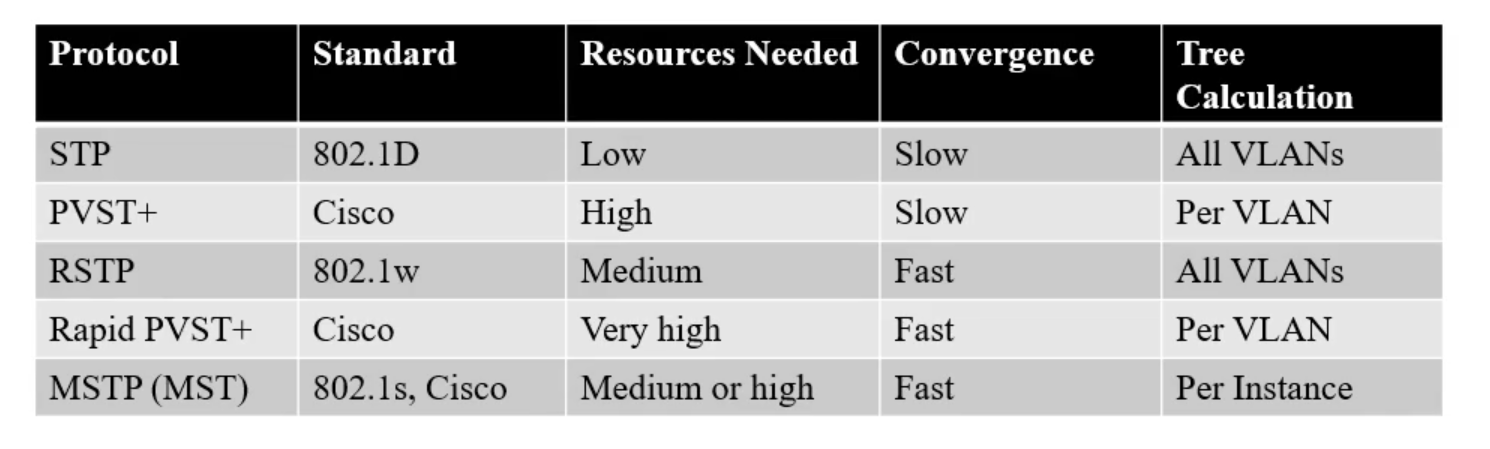 Protocol Standard Resources Needed Convergence Tree
Calculation
STP 802.1D Low Slow All VLANs
PVST+ Cisco High Slow Per VLAN
RSTP 802.1w Medium Fast All VLANs
Rapid PVST+ Cisco Very high Fast Per VLAN
MSTP (MST) 802.1s, Cisco Medium or high Fast Per Instance